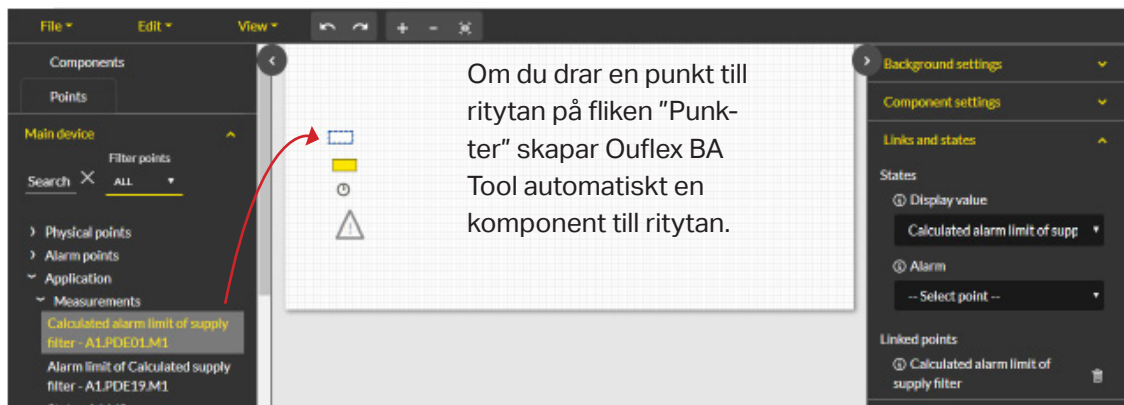 File
Edit
View
Components
Points
Main device
Filter points
Search
ALL
Physical points
Alarm points
Application
Measurements
Calculated alarm limit of supply
filter - A1.PDE01.M1
Alarm limit of Calculated supply
filter - A1.PDE19.M1
Om du drar en punkt till
ritytan på fliken ”Punk-
ter” skapar Ouflex BA
Tool automatiskt en
komponent till ritytan.
Background settings
Component settings
Links and states
States
Display value
Calculated alarm limit of supp
Alarm
-- Select point --
Linked points
Calculated alarm limit of
supply filter